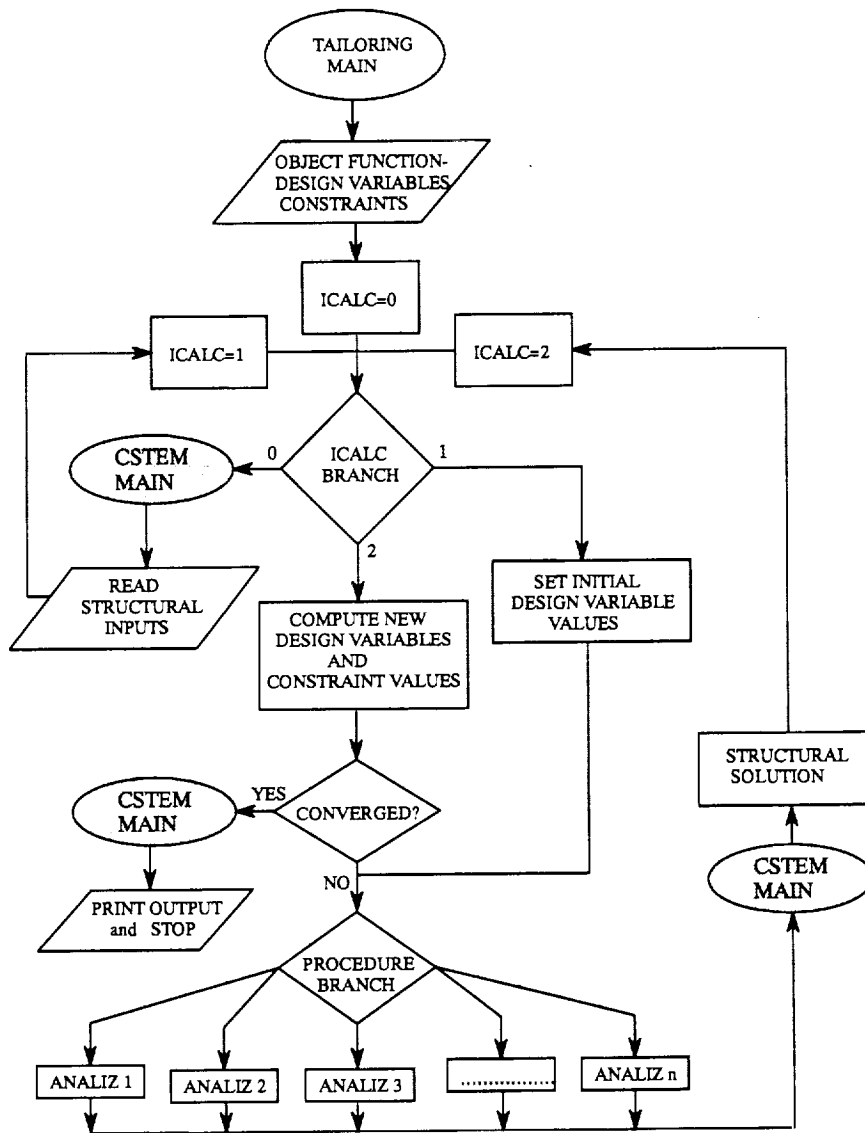 TAILORING
MAIN
OBJECT FUNCTION-
DESIGN VARIABLES
CONSTRAINTS
ICALC=0
ICALC=1
ICALC=2
ICALC
BRANCH
0
1
2
CSTEM
MAIN
READ
STRUCTURAL
INPUTS
COMPUTE NEW
DESIGN VARIABLES
AND
CONSTRAINT VALUES
SET INITIAL
DESIGN VARIABLE
VALUES
STRUCTURAL
SOLUTION
CONVERGED?
YES
NO
CSTEM
MAIN
PRINT OUTPUT
and STOP
CSTEM
MAIN
PROCEDURE
BRANCH
ANALIZ 1
ANALIZ 2
ANALIZ 3
................
ANALIZ n